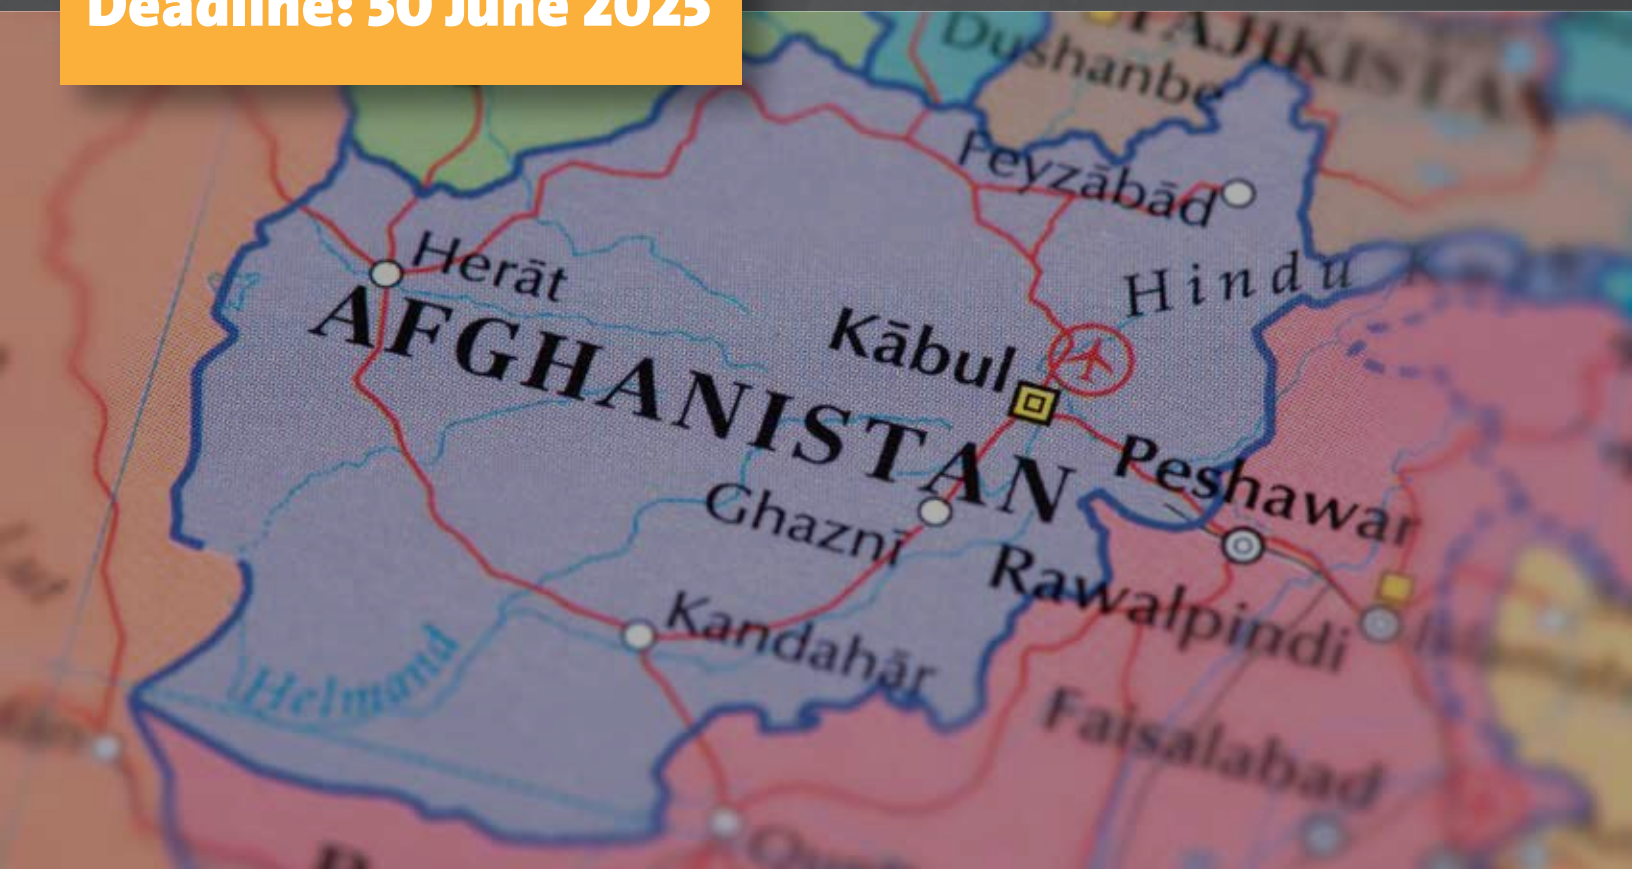 Deadline: 30 June 2025
TAJIKISTAN
Dushanbe
Feyzābād
Herāt
Hindu
AFGHANISTAN
Kābul
Peshawar
Ghaznī
Rawalpindi
Kandahār
Helmand
Faisalabad